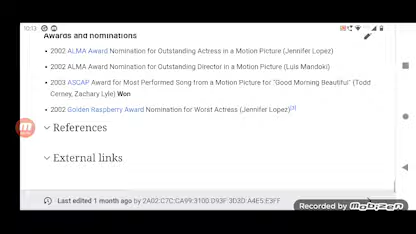 10:13
Awards and nominations
• 2002 ALMA Award Nomination for Outstanding Actress in a Motion Picture (Jennifer Lopez)
• 2002 ALMA Award Nomination for Outstanding Director in a Motion Picture (Luis Mandoki)
• 2003 ASCAP Award for Most Performed Song from a Motion Picture for "Good Morning Beautiful" (Todd
Cerney, Zachary Lyle) Won
• 2002 Golden Raspberry Award Nomination for Worst Actress (Jennifer Lopez)[3]
References
External links
Last edited 1 month ago by 2A02:C7C:CA99:3100:D93F:3D3D:A4E5:E3FF
Recorded by
MOBIZEN